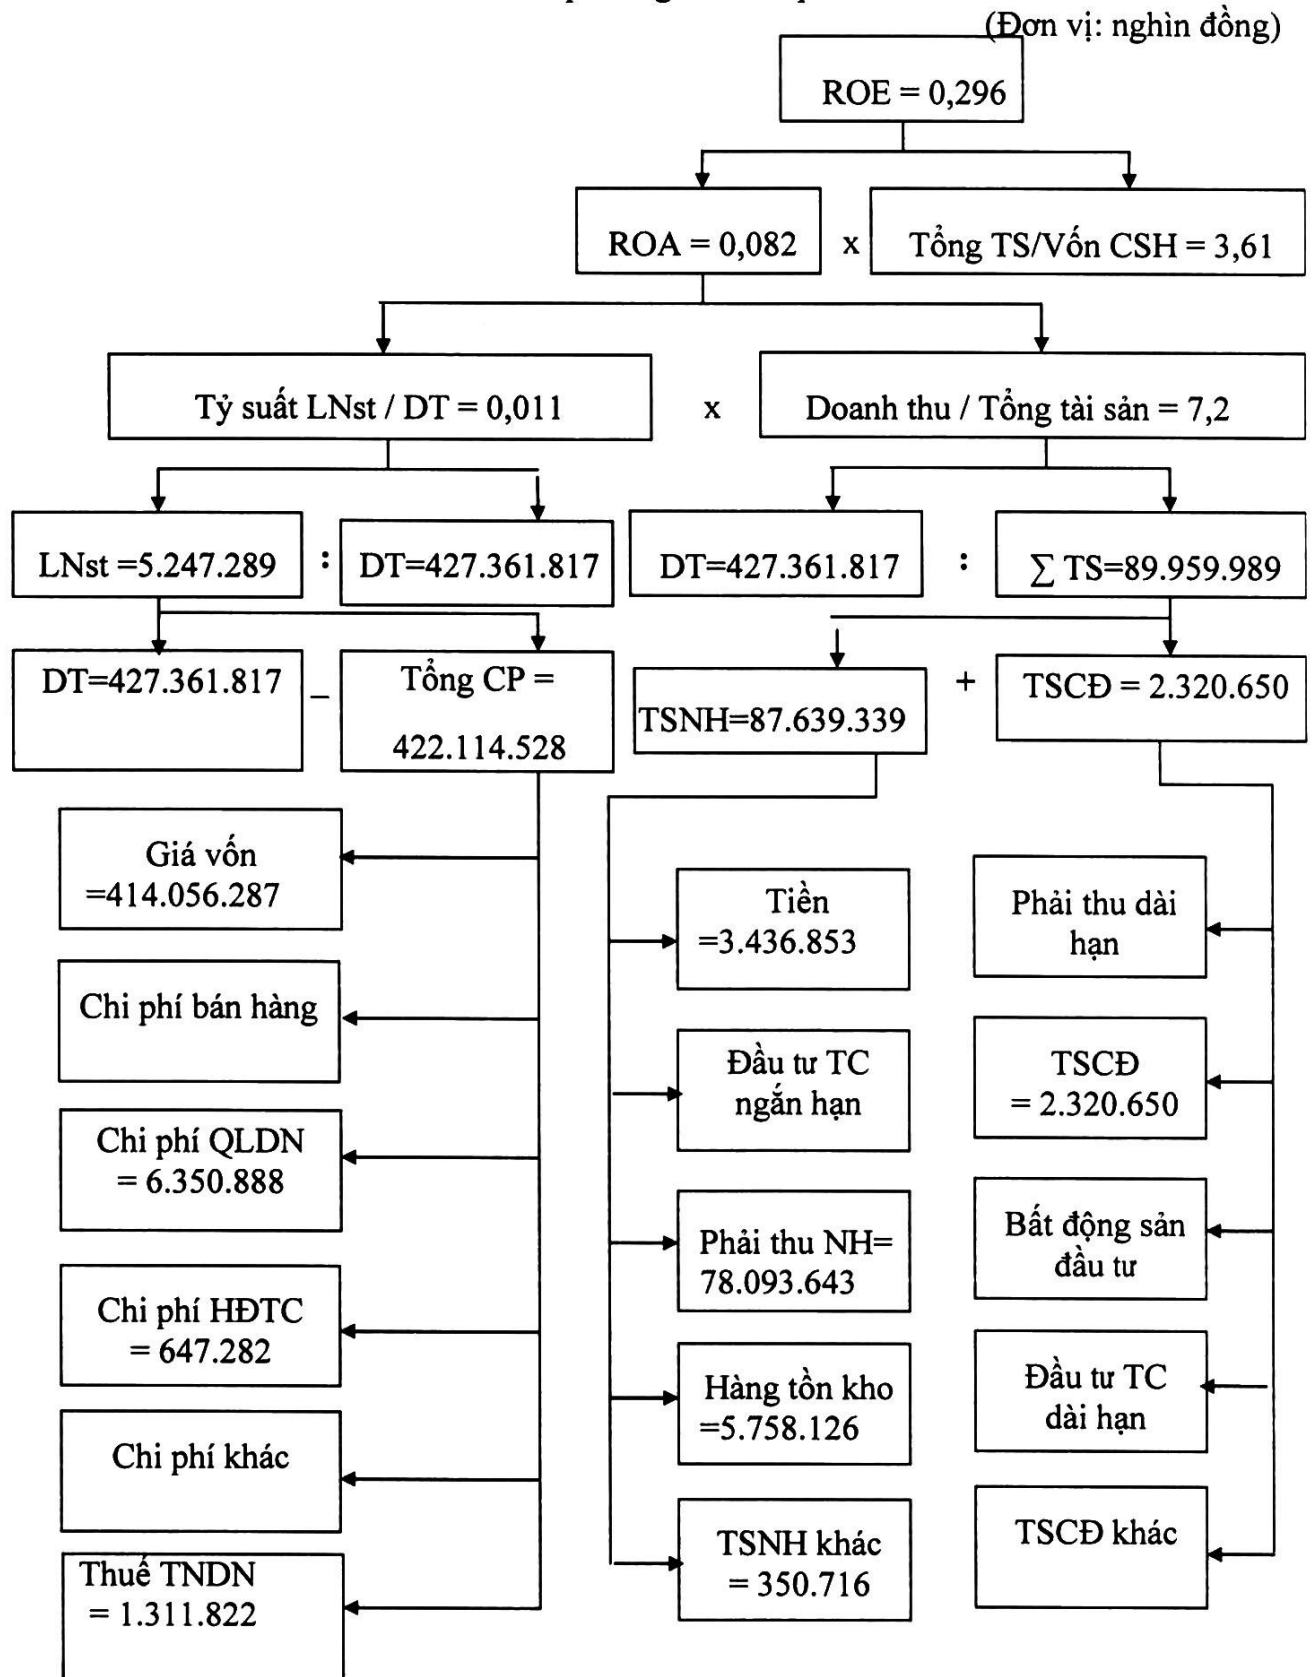 (Đơn vị: nghìn đồng)
ROE = 0,296
ROA = 0,082
x
Tổng TS/Vốn CSH = 3,61
Tỷ suất LNst / DT = 0,011
x
Doanh thu / Tổng tài sản = 7,2
LNst =5.247.289
:
DT=427.361.817
DT=427.361.817
:
∑ TS=89.959.989
DT=427.361.817
–
Tổng CP =
422.114.528
TSNH=87.639.339
+
TSCĐ = 2.320.650
Giá vốn
=414.056.287
Chi phí bán hàng
Chi phí QLDN
= 6.350.888
Chi phí HĐTC
= 647.282
Chi phí khác
Thuế TNDN
= 1.311.822
Tiền
=3.436.853
Đầu tư TC
ngắn hạn
Phải thu NH=
78.093.643
Hàng tồn kho
=5.758.126
TSNH khác
= 350.716
Phải thu dài
hạn
TSCĐ
= 2.320.650
Bất động sản
đầu tư
Đầu tư TC
dài hạn
TSCĐ khác